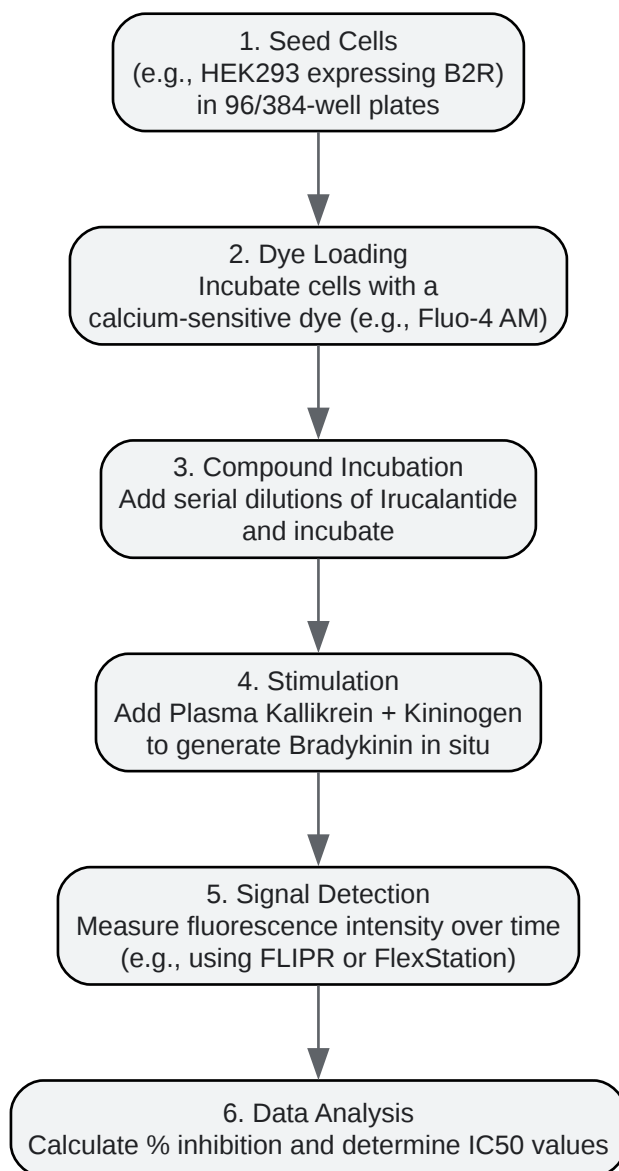 1. Seed Cells
(e.g., HEK293 expressing B2R)
in 96/384-well plates
2. Dye Loading
Incubate cells with a
calcium-sensitive dye (e.g., Fluo-4 AM)
3. Compound Incubation
Add serial dilutions of Irucalantide
and incubate
4. Stimulation
Add Plasma Kallikrein + Kininogen
to generate Bradykinin in situ
5. Signal Detection
Measure fluorescence intensity over time
(e.g., using FLIPR or FlexStation)
6. Data Analysis
Calculate % inhibition and determine IC50 values